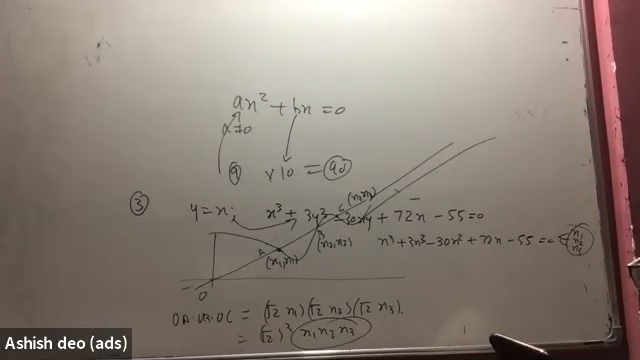 ax² + bx = 0
a≠0
9 × 10 = 90
③ y = x; x³ + 3y³ - 30xy + 72x - 55 = 0
C (x₃,x₃)
B (x₂,x₂)
x³ + 3x³ - 30x² + 72x - 55 = 0 x₁ x₂ x₃
A (x₁,x₁)
O
OA·OB·OC = (√2 x₁)(√2 x₂)(√2 x₃).
= (√2)³ x₁x₂x₃
Ashish deo (ads)